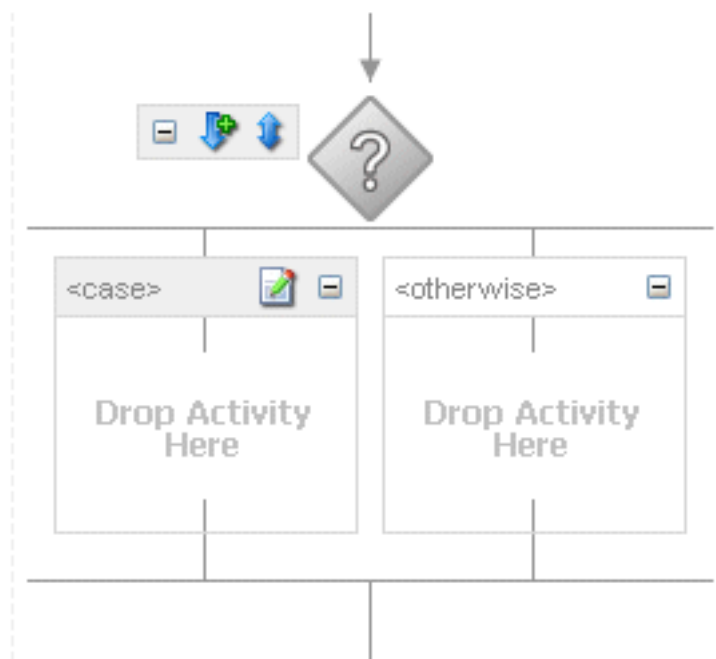 ?
<case>
<otherwise>
Drop Activity
Here
Drop Activity
Here